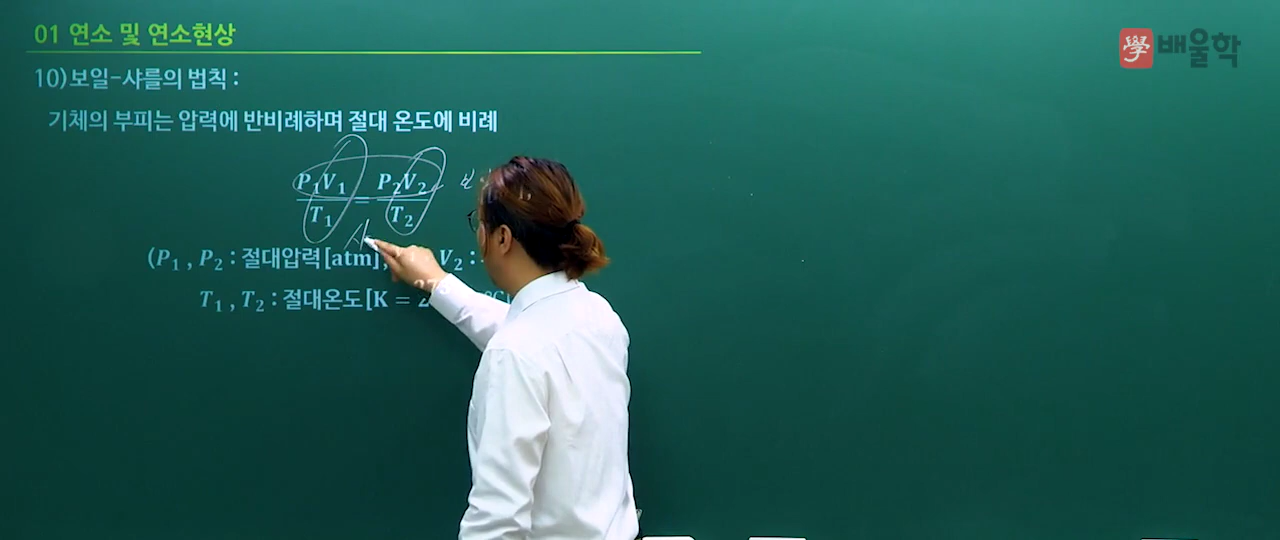 01 연소 및 연소현상
學 배울학
10)보일-샤를의 법칙 :
기체의 부피는 압력에 반비례하며 절대 온도에 비례
P₁V₁/T₁ = P₂V₂/T₂
(P₁ , P₂ : 절대압력[atm], V₂ :
T₁ , T₂ : 절대온도[K = 2